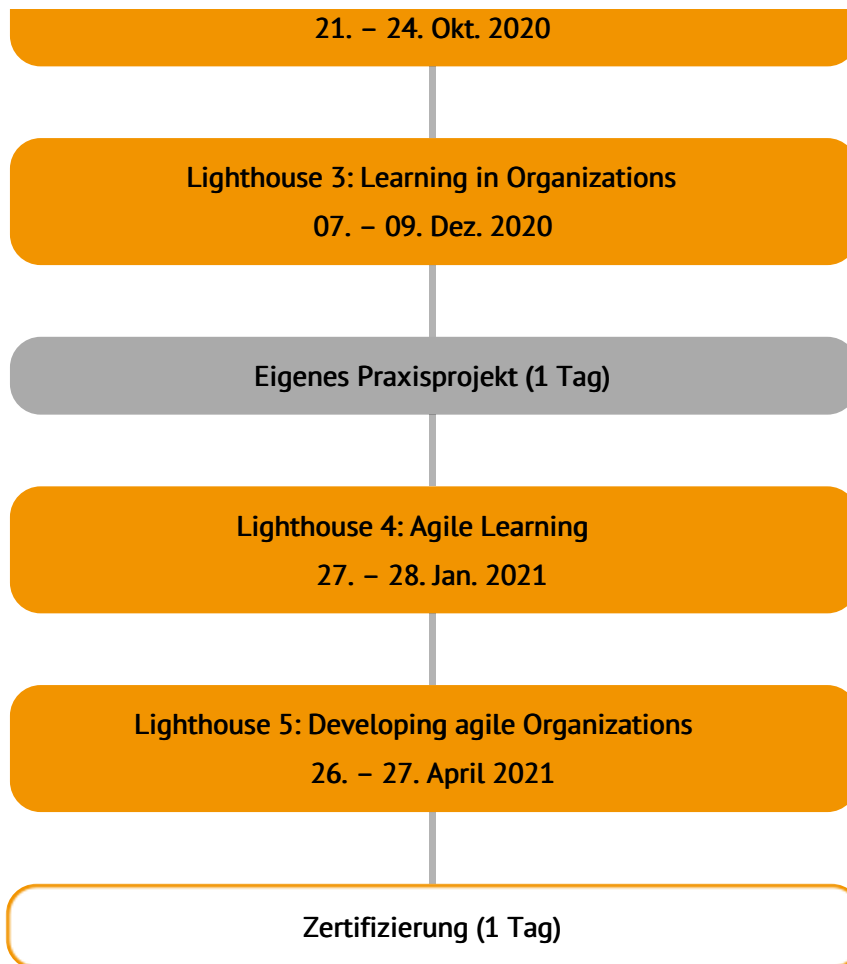 21. – 24. Okt. 2020
Lighthouse 3: Learning in Organizations
07. – 09. Dez. 2020
Eigenes Praxisprojekt (1 Tag)
Lighthouse 4: Agile Learning
27. – 28. Jan. 2021
Lighthouse 5: Developing agile Organizations
26. – 27. April 2021
Zertifizierung (1 Tag)